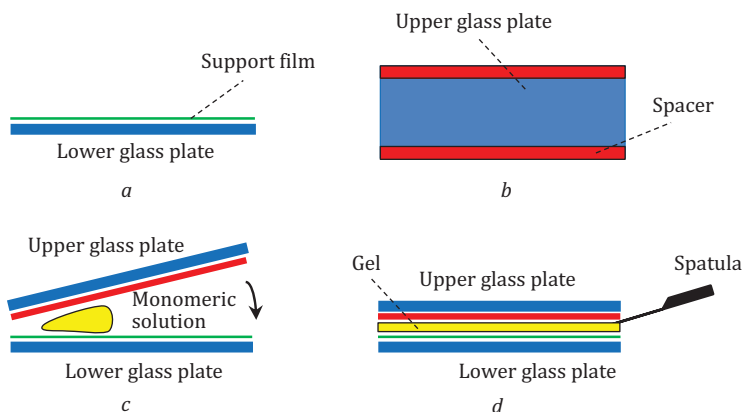 Support film
Lower glass plate
a
Upper glass plate
Spacer
b
Upper glass plate
Monomeric
solution
Lower glass plate
c
Gel
Upper glass plate
Spatula
Lower glass plate
d